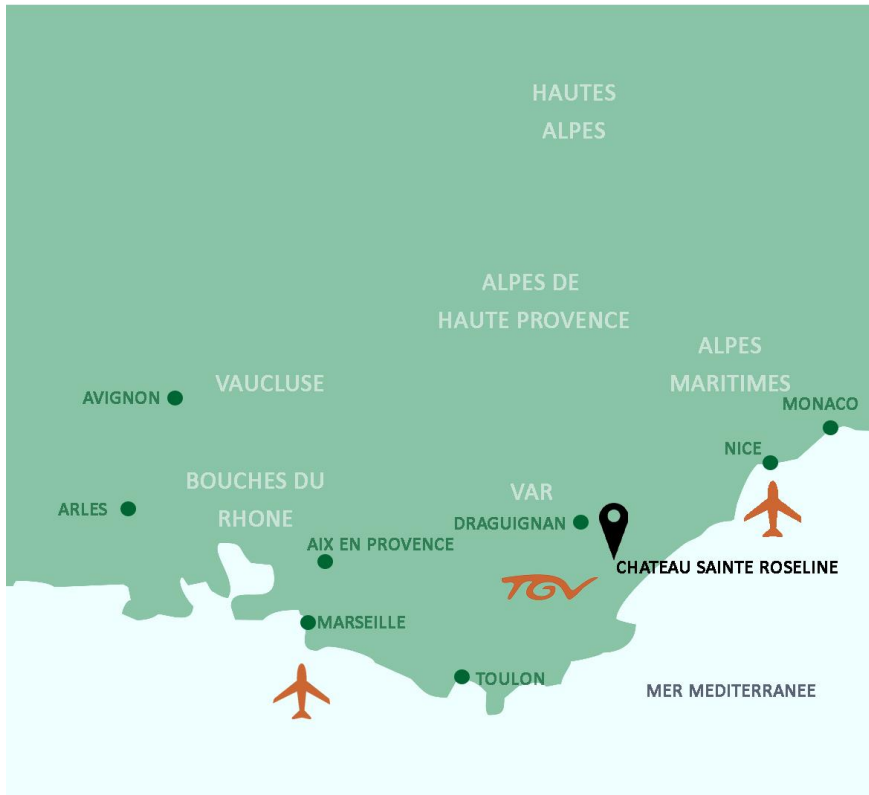 HAUTES
ALPES
ALPES DE
HAUTE PROVENCE
ALPES
MARITIMES
VAUCLUSE
AVIGNON
MONACO
NICE
BOUCHES DU
RHONE
VAR
ARLES
DRAGUIGNAN
AIX EN PROVENCE
CHATEAU SAINTE ROSELINE
TGV
MARSEILLE
TOULON
MER MEDITERRANEE